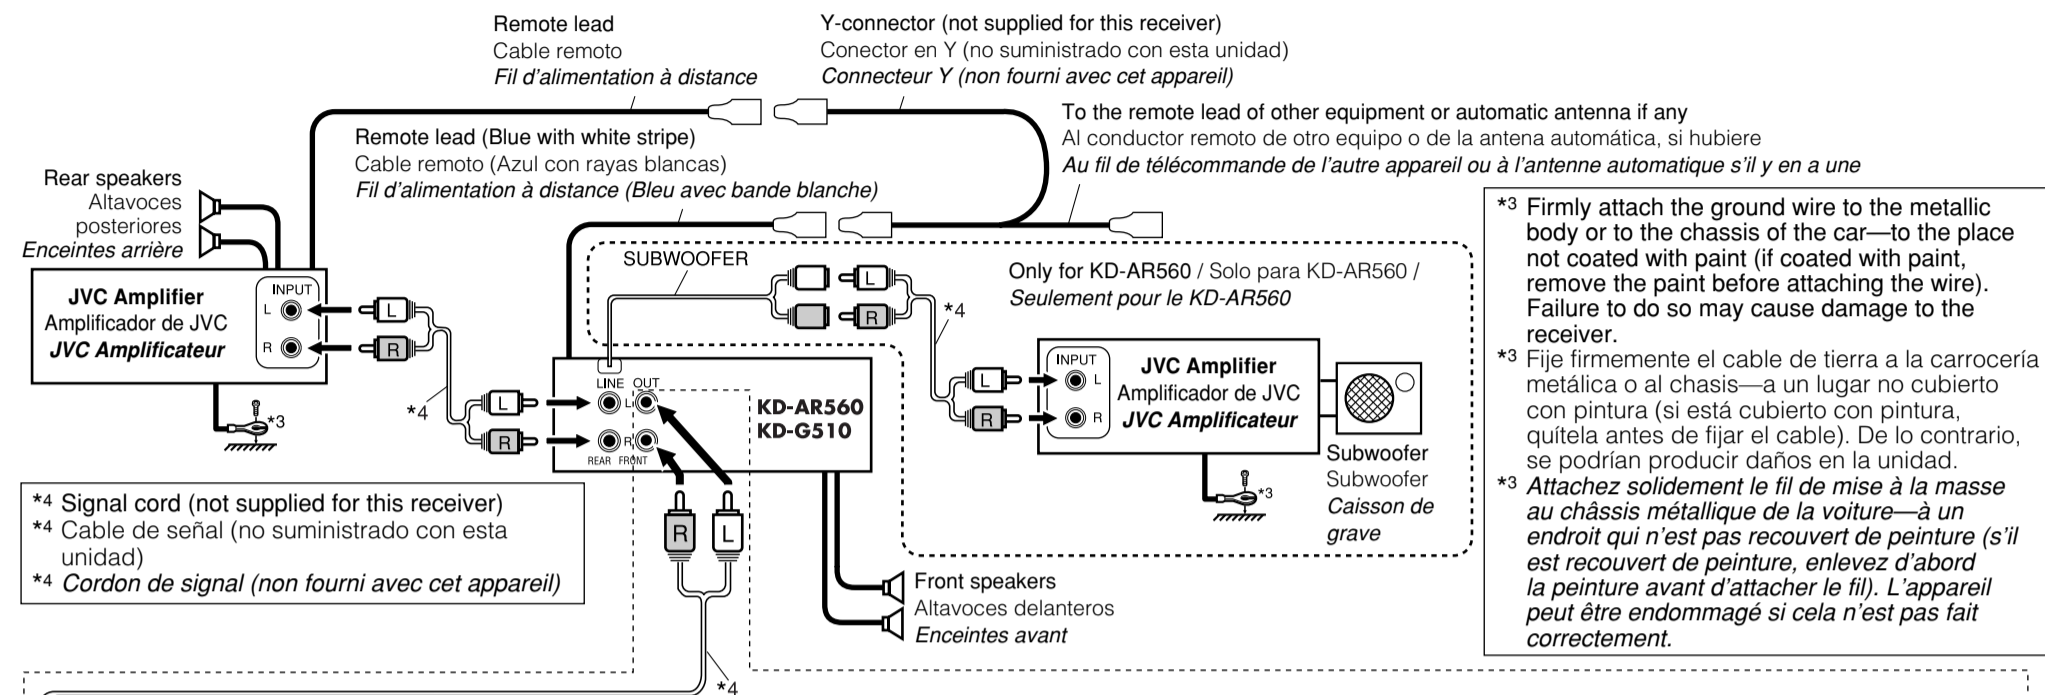 Remote lead
Cable remoto
Fil d'alimentation à distance
Y-connector (not supplied for this receiver)
Conector en Y (no suministrado con esta unidad)
Connecteur Y (non fourni avec cet appareil)
To the remote lead of other equipment or automatic antenna if any
Al conductor remoto de otro equipo o de la antena automática, si hubiere
Au fil de télécommande de l'autre appareil ou à l'antenne automatique s'il y en a une
Remote lead (Blue with white stripe)
Cable remoto (Azul con rayas blancas)
Fil d'alimentation à distance (Bleu avec bande blanche)
Rear speakers
Altavoces
posteriores
Enceintes arrière
JVC Amplifier
Amplificador de JVC
JVC Amplificateur
INPUT
L
R
L
R
*4
*3
L
R
SUBWOOFER
L
R
*4
Only for KD-AR560 / Solo para KD-AR560 /
Seulement pour le KD-AR560
LINE OUT
L
R
REAR FRONT
KD-AR560
KD-G510
L
R
INPUT
L
R
JVC Amplifier
Amplificador de JVC
JVC Amplificateur
*3
Subwoofer
Subwoofer
Caisson de
grave
R L
*4
Front speakers
Altavoces delanteros
Enceintes avant
*4 Signal cord (not supplied for this receiver)
*4 Cable de señal (no suministrado con esta
unidad)
*4 Cordon de signal (non fourni avec cet appareil)
*3 Firmly attach the ground wire to the metallic
body or to the chassis of the car—to the place
not coated with paint (if coated with paint,
remove the paint before attaching the wire).
Failure to do so may cause damage to the
receiver.
*3 Fije firmemente el cable de tierra a la carrocería
metálica o al chasis—a un lugar no cubierto
con pintura (si está cubierto con pintura,
quítela antes de fijar el cable). De lo contrario,
se podrían producir daños en la unidad.
*3 Attachez solidement le fil de mise à la masse
au châssis métallique de la voiture—à un
endroit qui n'est pas recouvert de peinture (s'il
est recouvert de peinture, enlevez d'abord
la peinture avant d'attacher le fil). L'appareil
peut être endommagé si cela n'est pas fait
correctement.